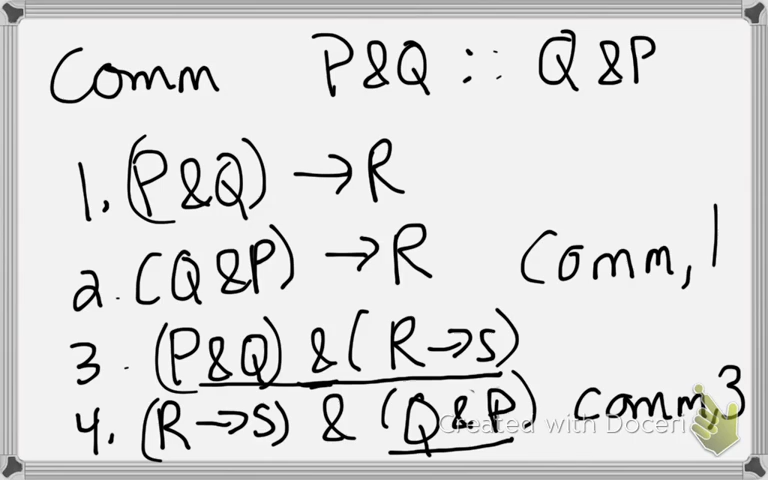 Comm P&Q :: Q&P
1. (P&Q) → R
2. (Q&P) → R Comm, 1
3. (P&Q) & (R→S)
4. (R→S) & (Q&P) comm, 3
Created with Doceri